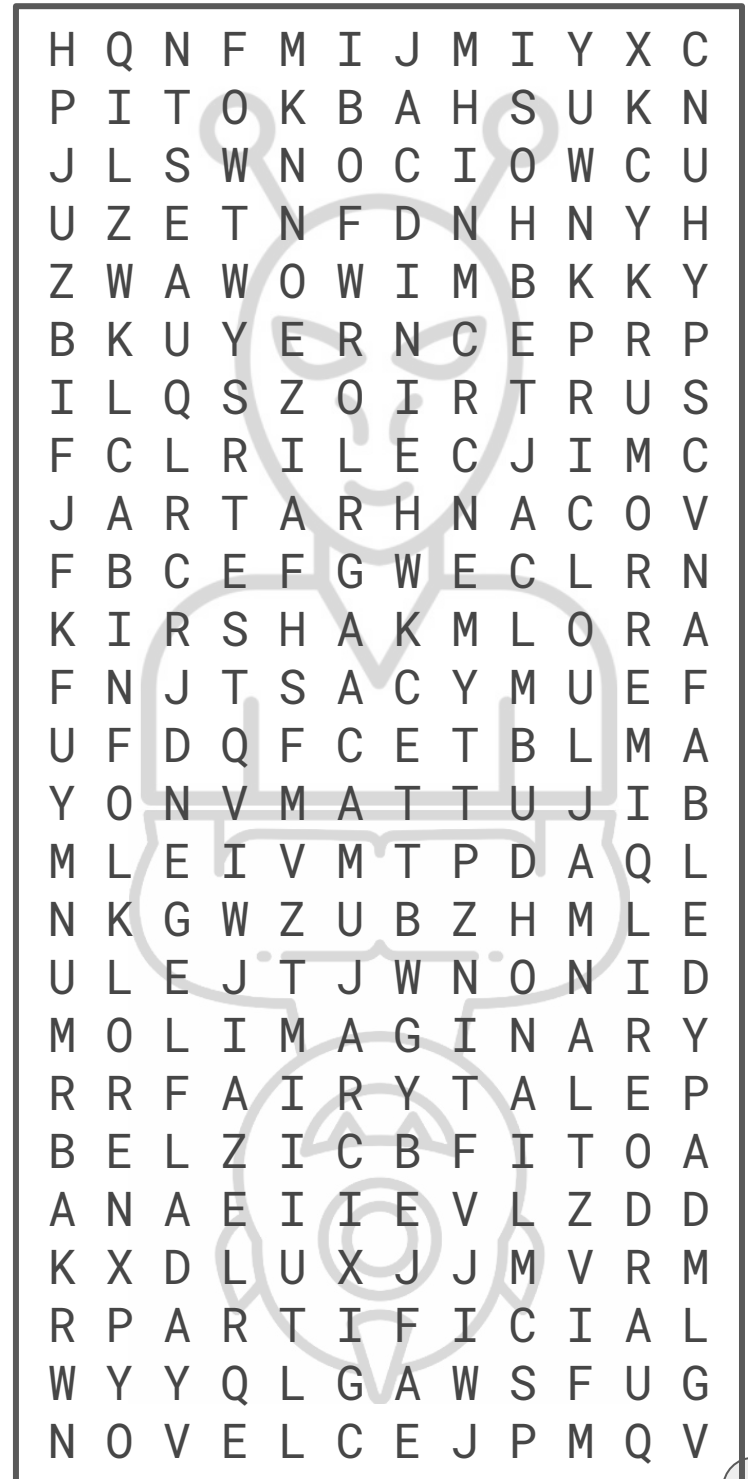 H Q N F M I J M I Y X C
P I T O K B A H S U K N
J L S W N O C I O W C U
U Z E T N F D N H N Y H
Z W A W O W I M B K K Y
B K U Y E R N C E P R P
I L Q S Z O I R T R U S
F C L R I L E C J I M C
J A R T A R H N A C O V
F B C E F G W E C L R N
K I R S H A K M L O R A
F N J T S A C Y M U E F
U F D Q F C E T B L M A
Y O N V M A T T U J I B
M L E I V M T P D A Q L
N K G W Z U B Z H M L E
U L E J T J W N O N I D
M O L I M A G I N A R Y
R R F A I R Y T A L E P
B E L Z I C B F I T O A
A N A E I I E V L Z D D
K X D L U X J J M V R M
R P A R T I F I C I A L
W Y Y Q L G A W S F U G
N O V E L C E J P M Q V